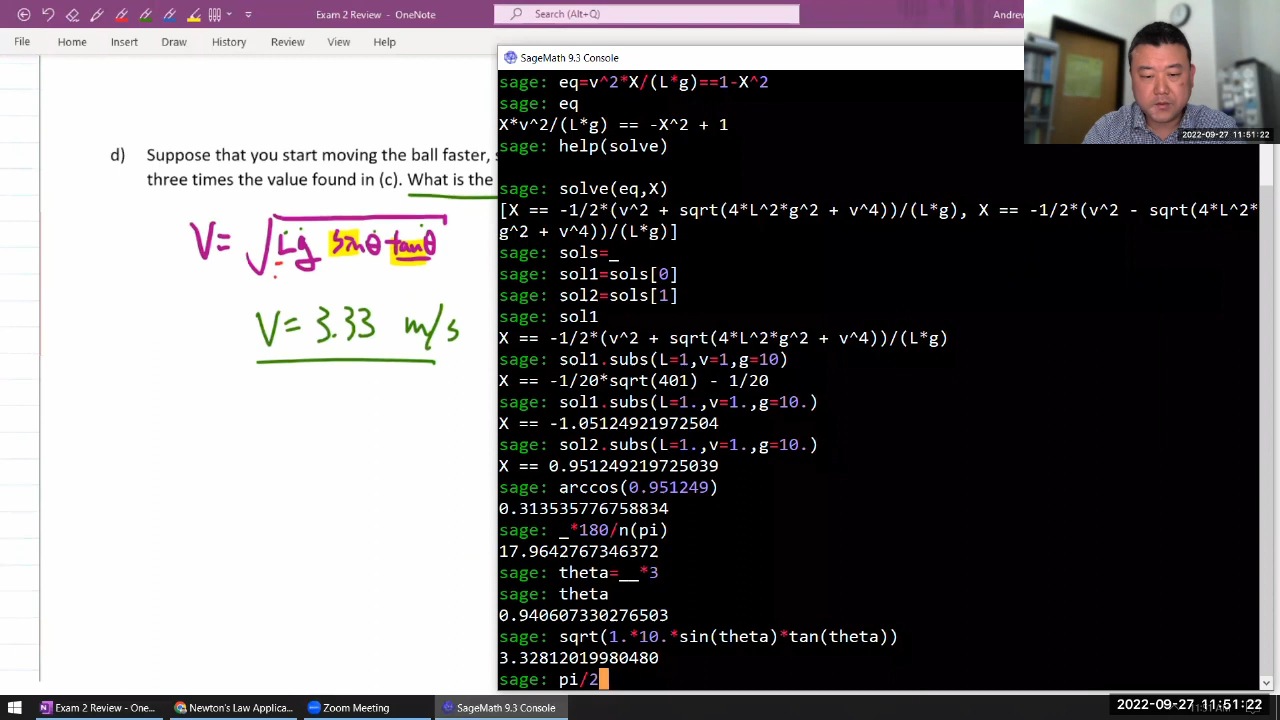 Exam 2 Review - OneNote
Search (Alt+Q)
Andrew
File Home Insert Draw History Review View Help
SageMath 9.3 Console
d) Suppose that you start moving the ball faster,
three times the value found in (c). What is the
V= √Lg sinθ tanθ
V= 3.33 m/s
sage: eq=v^2*X/(L*g)==1-X^2
sage: eq
X*v^2/(L*g) == -X^2 + 1
sage: help(solve)
sage: solve(eq,X)
[X == -1/2*(v^2 + sqrt(4*L^2*g^2 + v^4))/(L*g), X == -1/2*(v^2 - sqrt(4*L^2*
g^2 + v^4))/(L*g)]
sage: sols=_
sage: sol1=sols[0]
sage: sol2=sols[1]
sage: sol1
X == -1/2*(v^2 + sqrt(4*L^2*g^2 + v^4))/(L*g)
sage: sol1.subs(L=1,v=1,g=10)
X == -1/20*sqrt(401) - 1/20
sage: sol1.subs(L=1.,v=1.,g=10.)
X == -1.05124921972504
sage: sol2.subs(L=1.,v=1.,g=10.)
X == 0.951249219725039
sage: arccos(0.951249)
0.313535776758834
sage: _*180/n(pi)
17.9642767346372
sage: theta=__*3
sage: theta
0.940607330276503
sage: sqrt(1.*10.*sin(theta)*tan(theta))
3.32812019980480
sage: pi/2
2022-09-27 11:51:22
Exam 2 Review - One...
Newton's Law Applica...
Zoom Meeting
SageMath 9.3 Console
2022-09-27 11:51:22